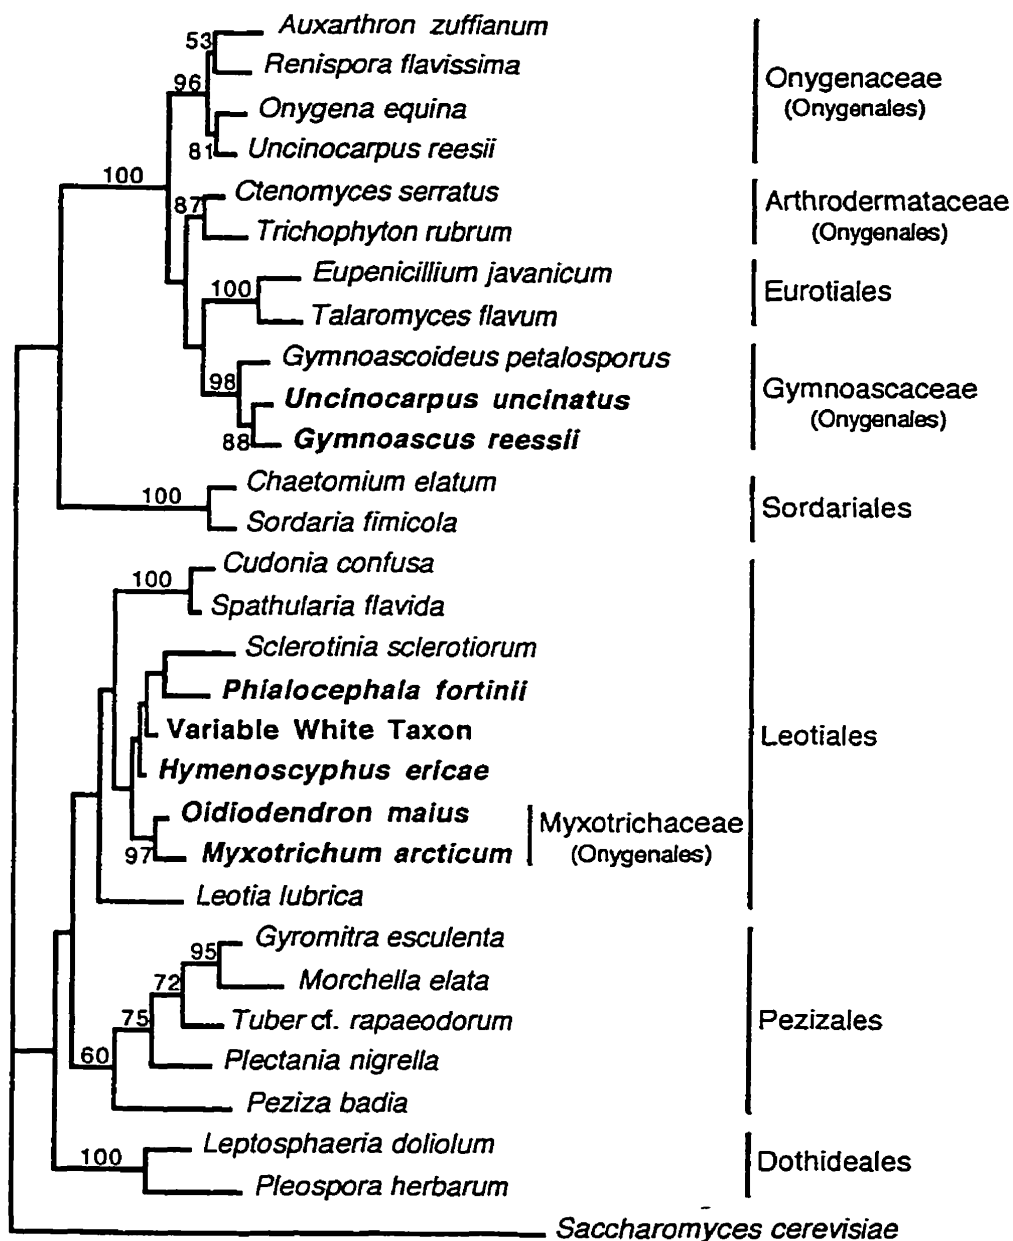 Auxarthron zuffianum
53
Renispora flavissima
Onygenaceae
(Onygenales)
96
Onygena equina
81
Uncinocarpus reesii
100
Ctenomyces serratus
87
Arthrodermataceae
(Onygenales)
Trichophyton rubrum
Eupenicillium javanicum
100
Eurotiales
Talaromyces flavum
Gymnoascoideus petalosporus
98
Gymnoascaceae
(Onygenales)
Uncinocarpus uncinatus
88
Gymnoascus reessii
Chaetomium elatum
100
Sordariales
Sordaria fimicola
Cudonia confusa
100
Spathularia flavida
Sclerotinia sclerotiorum
Phialocephala fortinii
Variable White Taxon
Leotiales
Hymenoscyphus ericae
Oidiodendron maius
Myxotrichaceae
(Onygenales)
97
Myxotrichum arcticum
Leotia lubrica
Gyromitra esculenta
95
Morchella elata
72
Tuber cf. rapaeodorum
Pezizales
75
Plectania nigrella
60
Peziza badia
Leptosphaeria doliolum
100
Dothideales
Pleospora herbarum
Saccharomyces cerevisiae